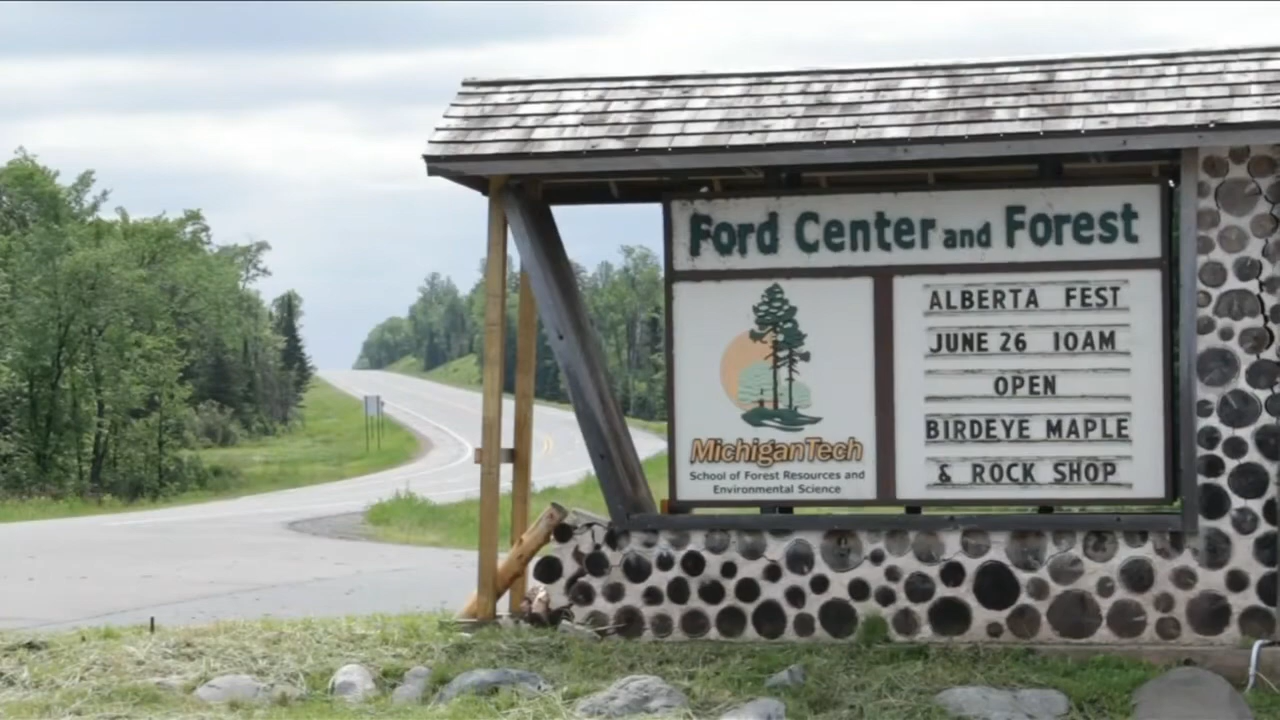 Ford Center and Forest
MichiganTech
School of Forest Resources and
Environmental Science
ALBERTA FEST
JUNE 26 10AM
OPEN
BIRDEYE MAPLE
& ROCK SHOP